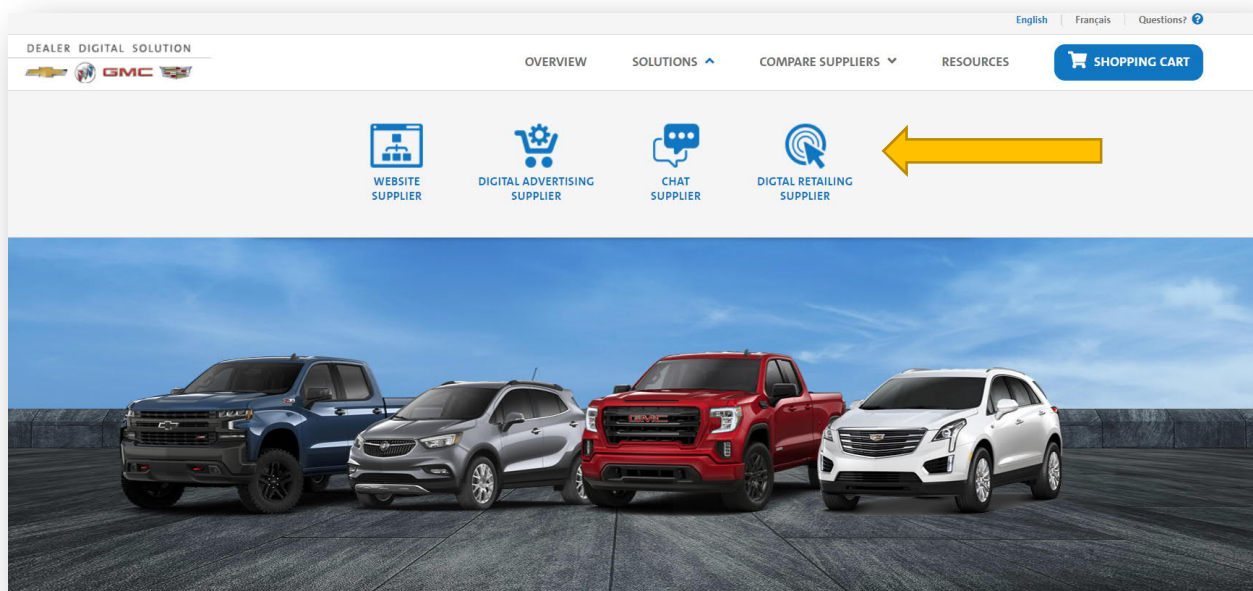 English Français Questions?
DEALER DIGITAL SOLUTION
GMC
OVERVIEW SOLUTIONS COMPARE SUPPLIERS RESOURCES SHOPPING CART
WEBSITE DIGITAL ADVERTISING CHAT DIGTAL RETAILING
SUPPLIER SUPPLIER SUPPLIER SUPPLIER
GMC